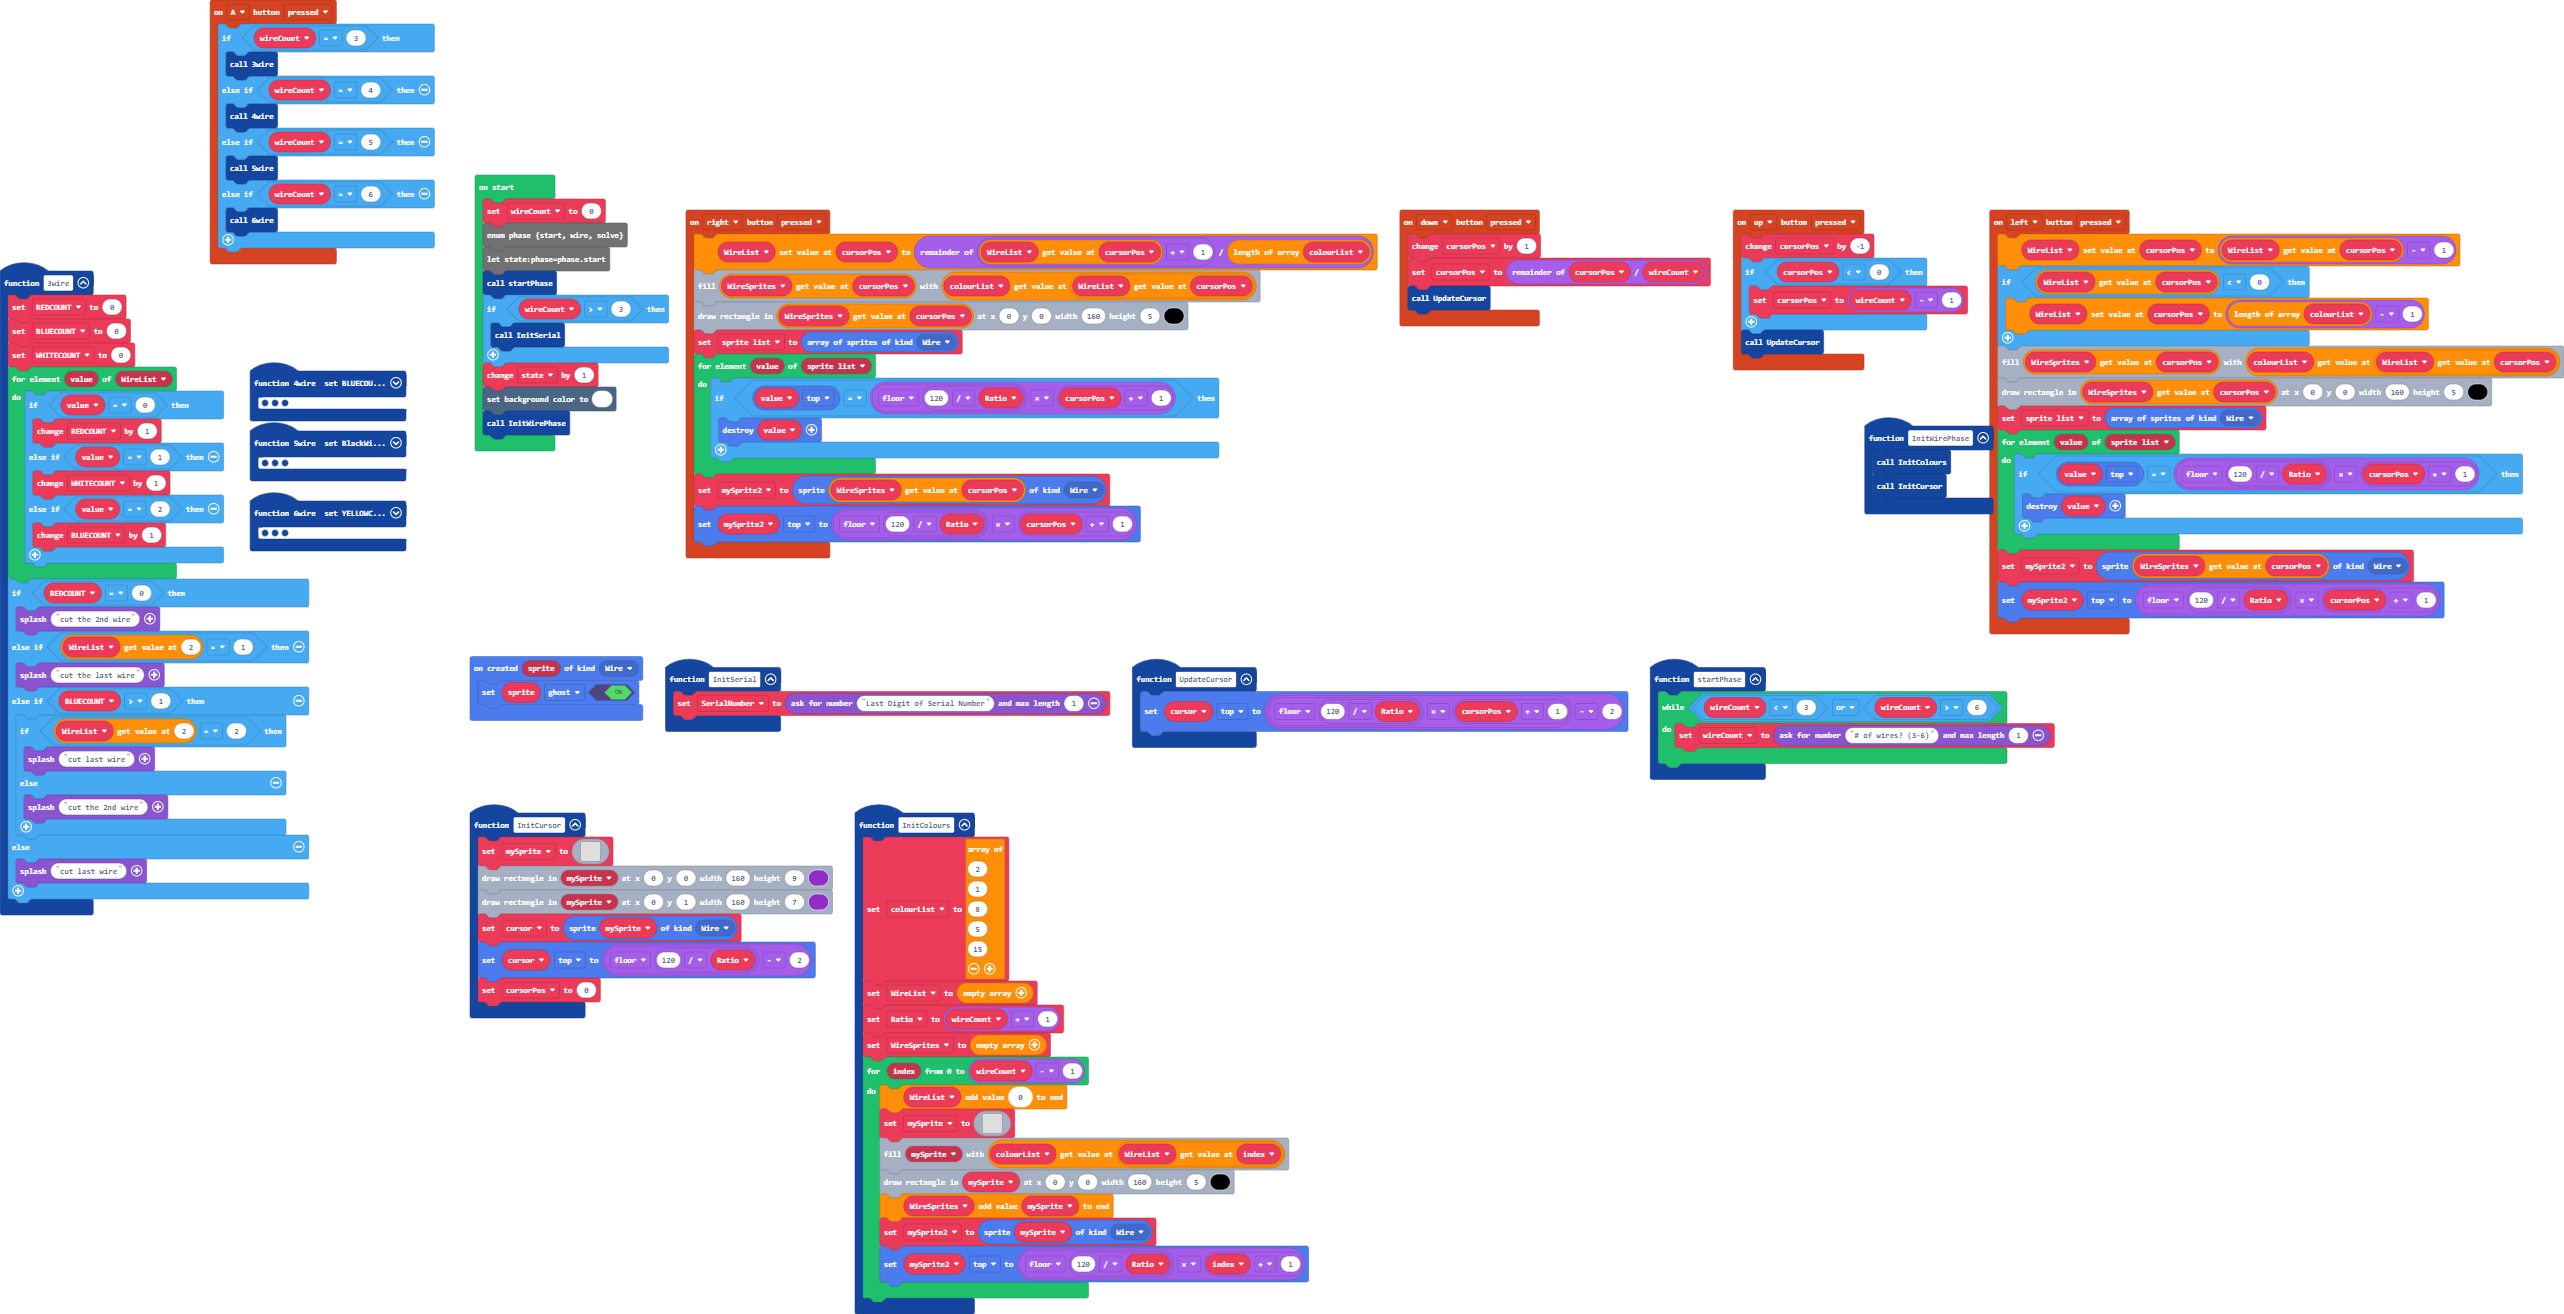 on A button pressed
if wireCount = 3 then
call 3wire
else if wireCount = 4 then
call 4wire
else if wireCount = 5 then
call 5wire
else if wireCount = 6 then
call 6wire
function 3wire
set REDCOUNT to 0
set BLUECOUNT to 0
set WHITECOUNT to 0
for element value of WireList
do
if value = 0 then
change REDCOUNT by 1
else if value = 1 then
change WHITECOUNT by 1
else if value = 2 then
change BLUECOUNT by 1
if REDCOUNT = 0 then
splash "cut the 2nd wire"
else if WireList get value at 2 = 1 then
splash "cut the last wire"
else if BLUECOUNT > 1 then
if WireList get value at 2 = 2 then
splash "cut last wire"
else
splash "cut the 2nd wire"
else
splash "cut last wire"
function 4wire set BLUECOU...
function 5wire set BlackWi...
function 6wire set YELLOWC...
on start
set wireCount to 0
enum phase {start, wire, solve}
let state:phase=phase.start
call startPhase
if wireCount > 3 then
call InitSerial
change state by 1
set background color to
call InitWirePhase
on right button pressed
WireList set value at cursorPos to remainder of WireList get value at cursorPos + 1 / length of array colourList
fill WireSprites get value at cursorPos with colourList get value at WireList get value at cursorPos
draw rectangle in WireSprites get value at cursorPos at x 0 y 0 width 160 height 5
set sprite list to array of sprites of kind Wire
for element value of sprite list
do
if value top = floor 120 / Ratio × cursorPos + 1 then
destroy value
set mySprite2 to sprite WireSprites get value at cursorPos of kind Wire
set mySprite2 top to floor 120 / Ratio × cursorPos + 1
on down button pressed
change cursorPos by 1
set cursorPos to remainder of cursorPos / wireCount
call UpdateCursor
on up button pressed
change cursorPos by -1
if cursorPos < 0 then
set cursorPos to wireCount - 1
call UpdateCursor
function InitWirePhase
call InitColours
call InitCursor
on left button pressed
WireList set value at cursorPos to WireList get value at cursorPos - 1
if WireList get value at cursorPos < 0 then
WireList set value at cursorPos to length of array colourList - 1
fill WireSprites get value at cursorPos with colourList get value at WireList get value at cursorPos
draw rectangle in WireSprites get value at cursorPos at x 0 y 0 width 160 height 5
set sprite list to array of sprites of kind Wire
for element value of sprite list
do
if value top = floor 120 / Ratio × cursorPos + 1 then
destroy value
set mySprite2 to sprite WireSprites get value at cursorPos of kind Wire
set mySprite2 top to floor 120 / Ratio × cursorPos + 1
on created sprite of kind Wire
set sprite ghost ON
function InitSerial
set SerialNumber to ask for number "Last Digit of Serial Number" and max length 1
function UpdateCursor
set cursor top to floor 120 / Ratio × cursorPos + 1 - 2
function startPhase
while wireCount < 3 or wireCount > 6
do set wireCount to ask for number "# of wires? (3-6)" and max length 1
function InitCursor
set mySprite to
draw rectangle in mySprite at x 0 y 0 width 160 height 9
draw rectangle in mySprite at x 0 y 1 width 160 height 7
set cursor to sprite mySprite of kind Wire
set cursor top to floor 120 / Ratio - 2
set cursorPos to 0
function InitColours
set colourList to array of
2
1
8
5
15
set WireList to empty array
set Ratio to wireCount + 1
set WireSprites to empty array
for index from 0 to wireCount - 1
do
WireList add value 0 to end
set mySprite to
fill mySprite with colourList get value at WireList get value at index
draw rectangle in mySprite at x 0 y 0 width 160 height 5
WireSprites add value mySprite to end
set mySprite2 to sprite mySprite of kind Wire
set mySprite2 top to floor 120 / Ratio × index + 1